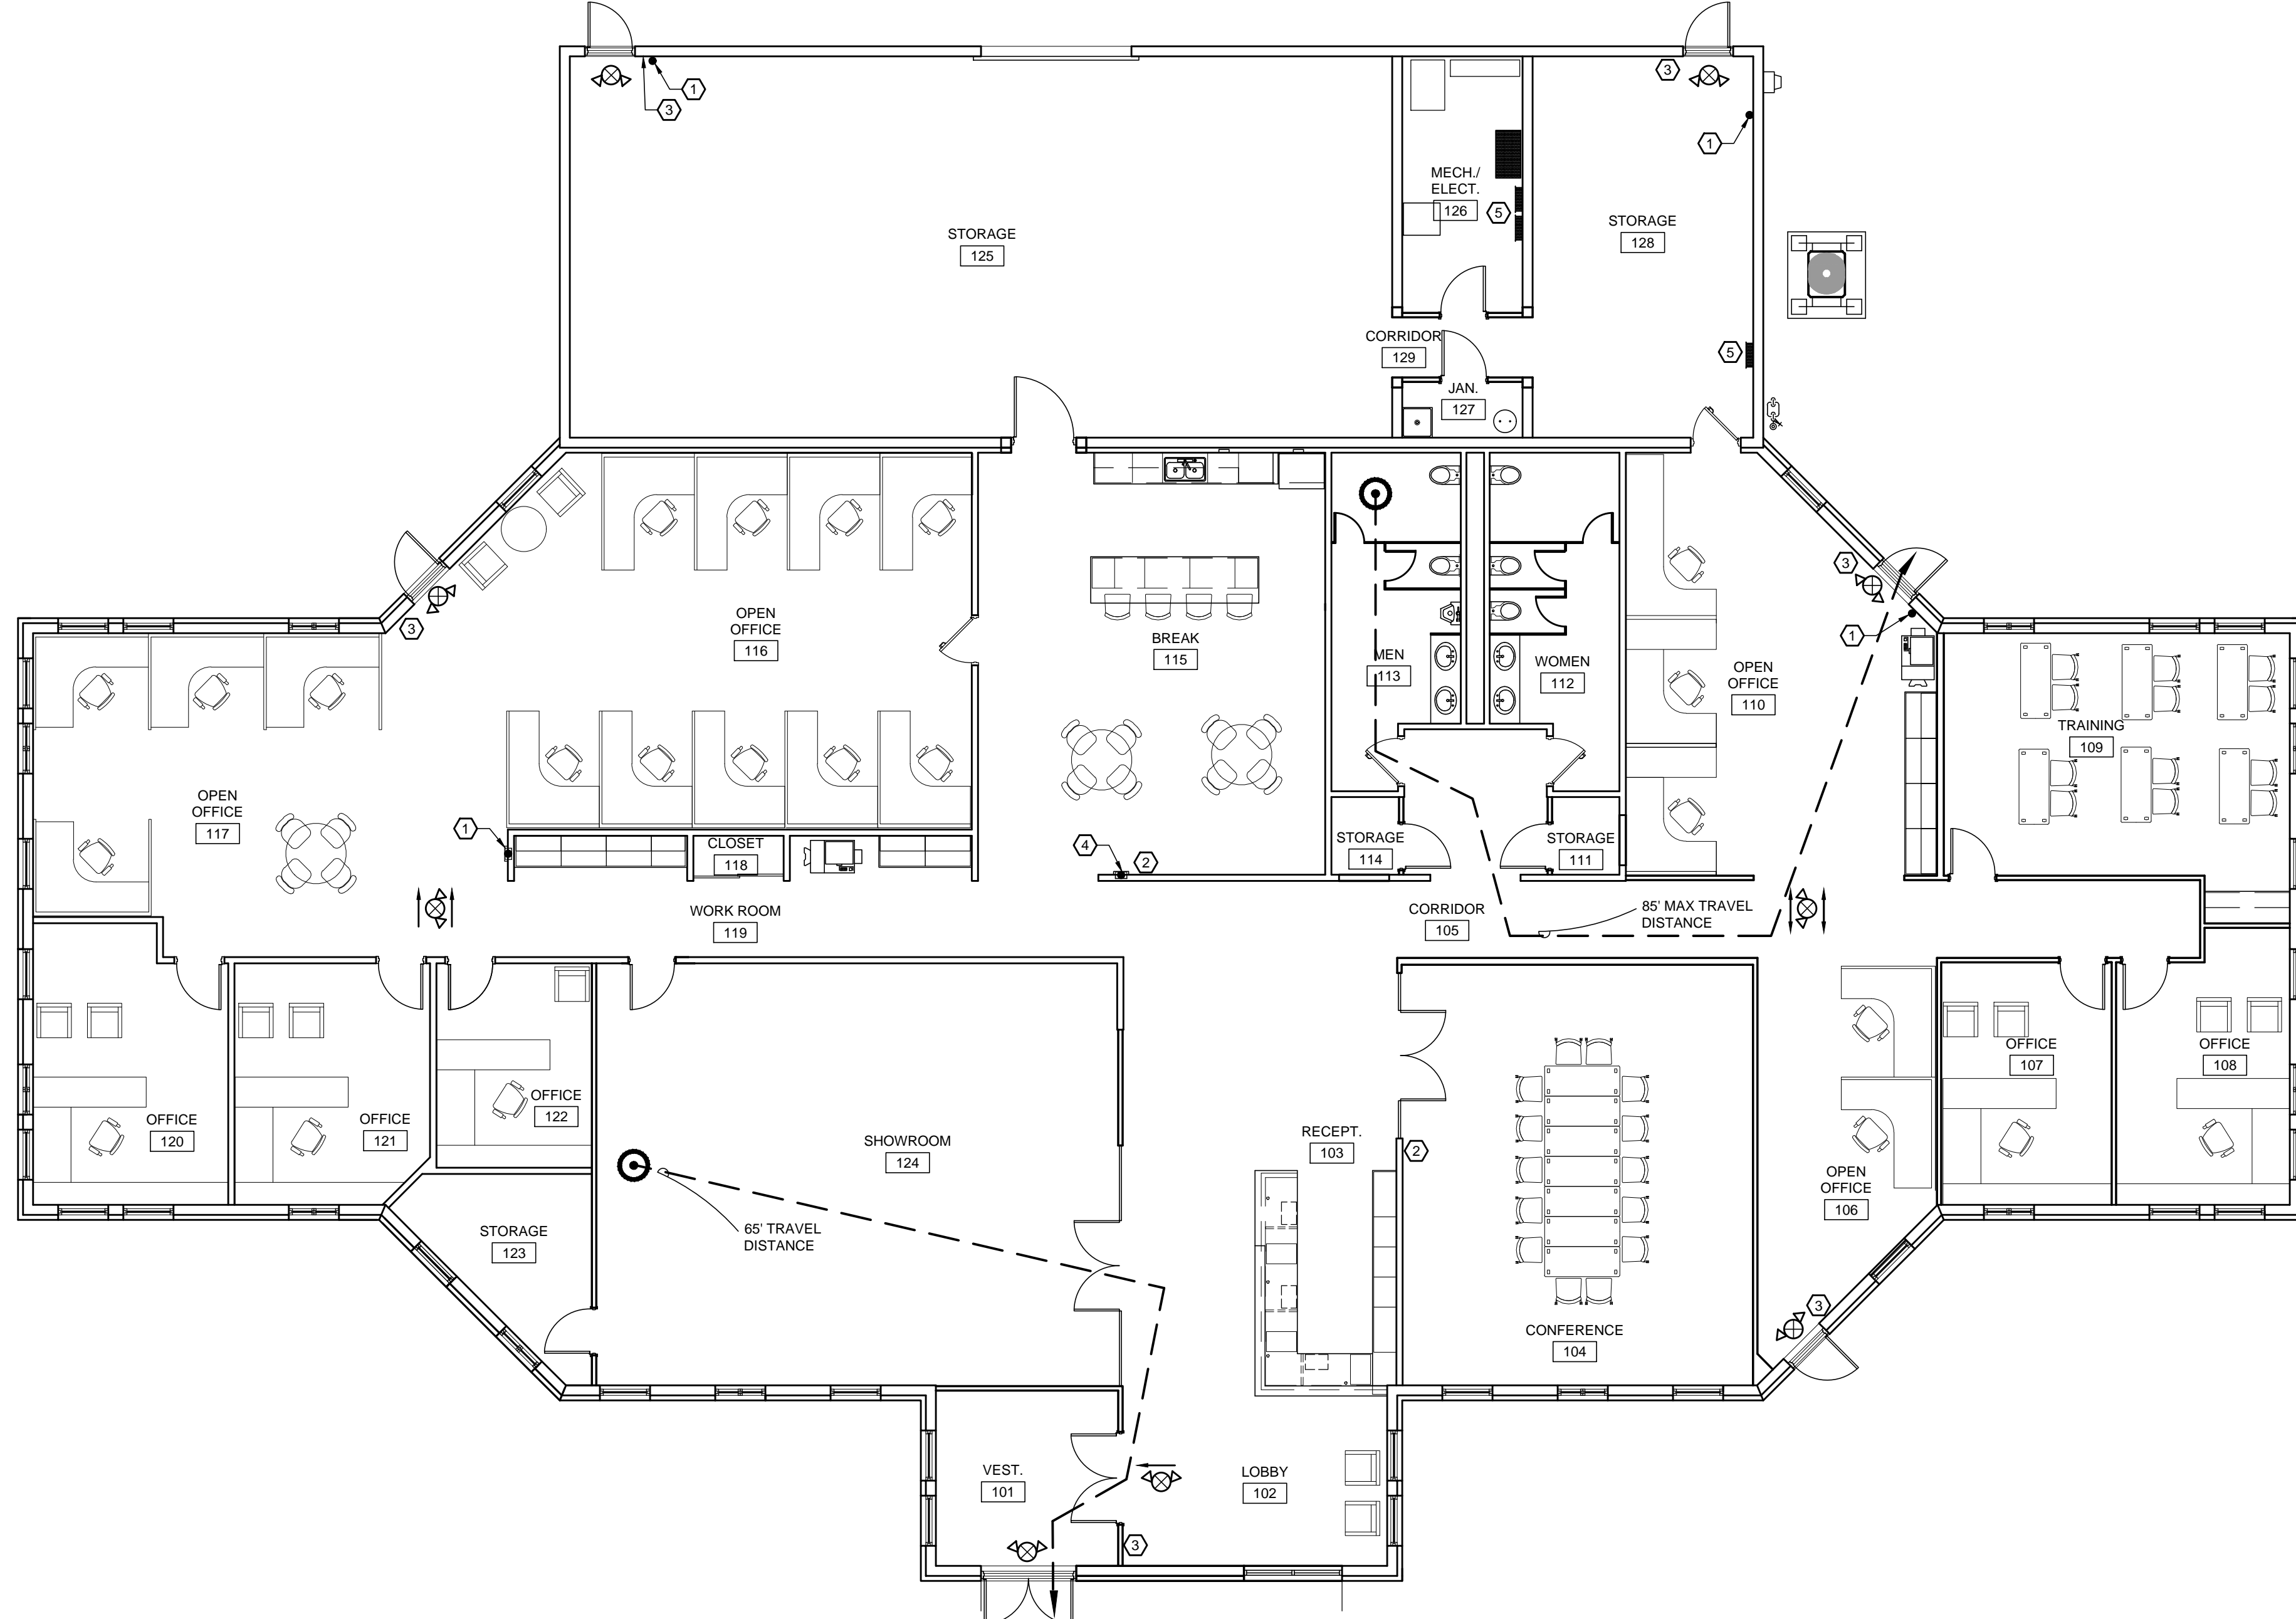 1
3
3
1
MECH./
ELECT.
126
5
STORAGE
125
STORAGE
128
CORRIDOR
129
5
JAN.
127
3
3
1
OPEN
OFFICE
116
BREAK
115
MEN
113
WOMEN
112
OPEN
OFFICE
110
TRAINING
109
OPEN
OFFICE
117
1
CLOSET
118
4
2
STORAGE
114
STORAGE
111
WORK ROOM
119
CORRIDOR
105
85' MAX TRAVEL
DISTANCE
OFFICE
120
OFFICE
121
OFFICE
122
SHOWROOM
124
RECEPT.
103
2
OFFICE
107
OFFICE
108
OPEN
OFFICE
106
STORAGE
123
65' TRAVEL
DISTANCE
CONFERENCE
104
3
VEST.
101
LOBBY
102
3